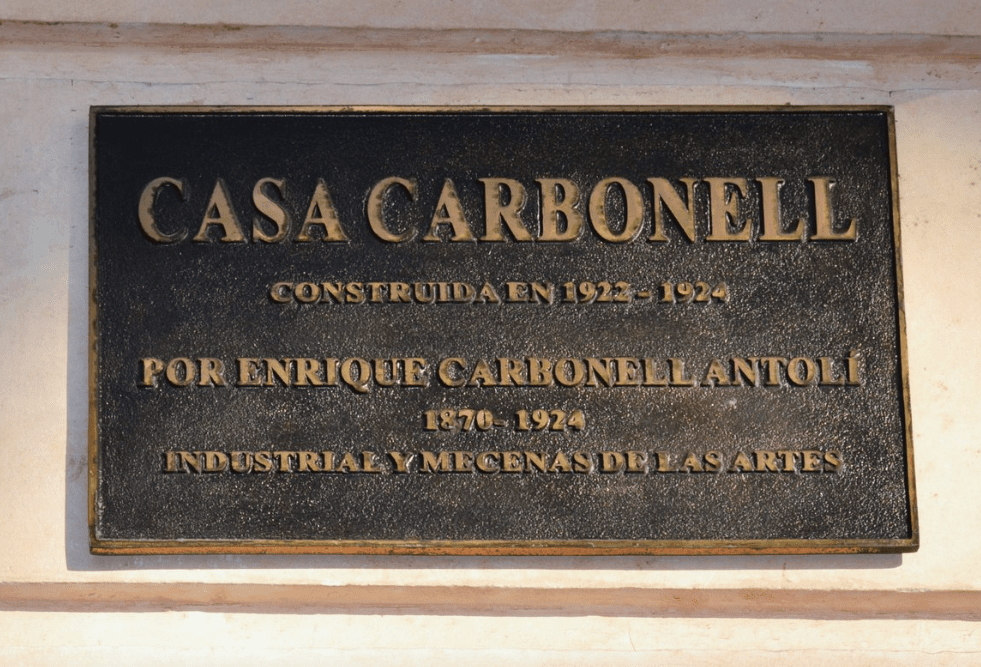 CASA CARBONELL
CONSTRUIDA EN 1922 - 1924
POR ENRIQUE CARBONELL ANTOLÍ
1870- 1924
INDUSTRIAL Y MECENAS DE LAS ARTES